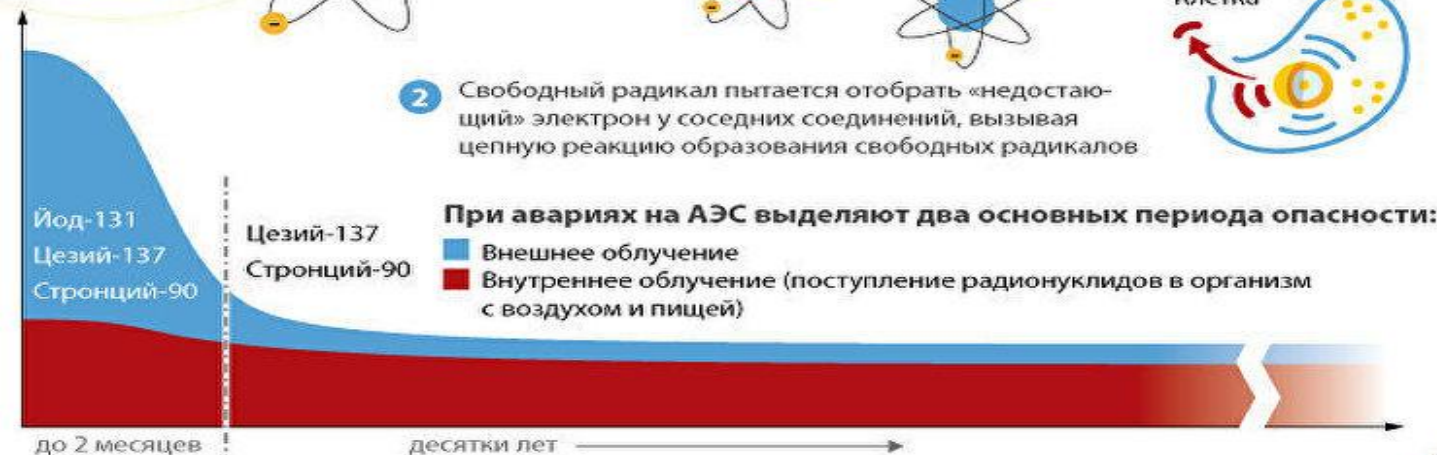 клетка
2
Свободный радикал пытается отобрать «недостаю-
щий» электрон у соседних соединений, вызывая
цепную реакцию образования свободных радикалов
При авариях на АЭС выделяют два основных периода опасности:
Внешнее облучение
Внутреннее облучение (поступление радионуклидов в организм
с воздухом и пищей)
Йод-131
Цезий-137
Стронций-90
Цезий-137
Стронций-90
до 2 месяцев
десятки лет